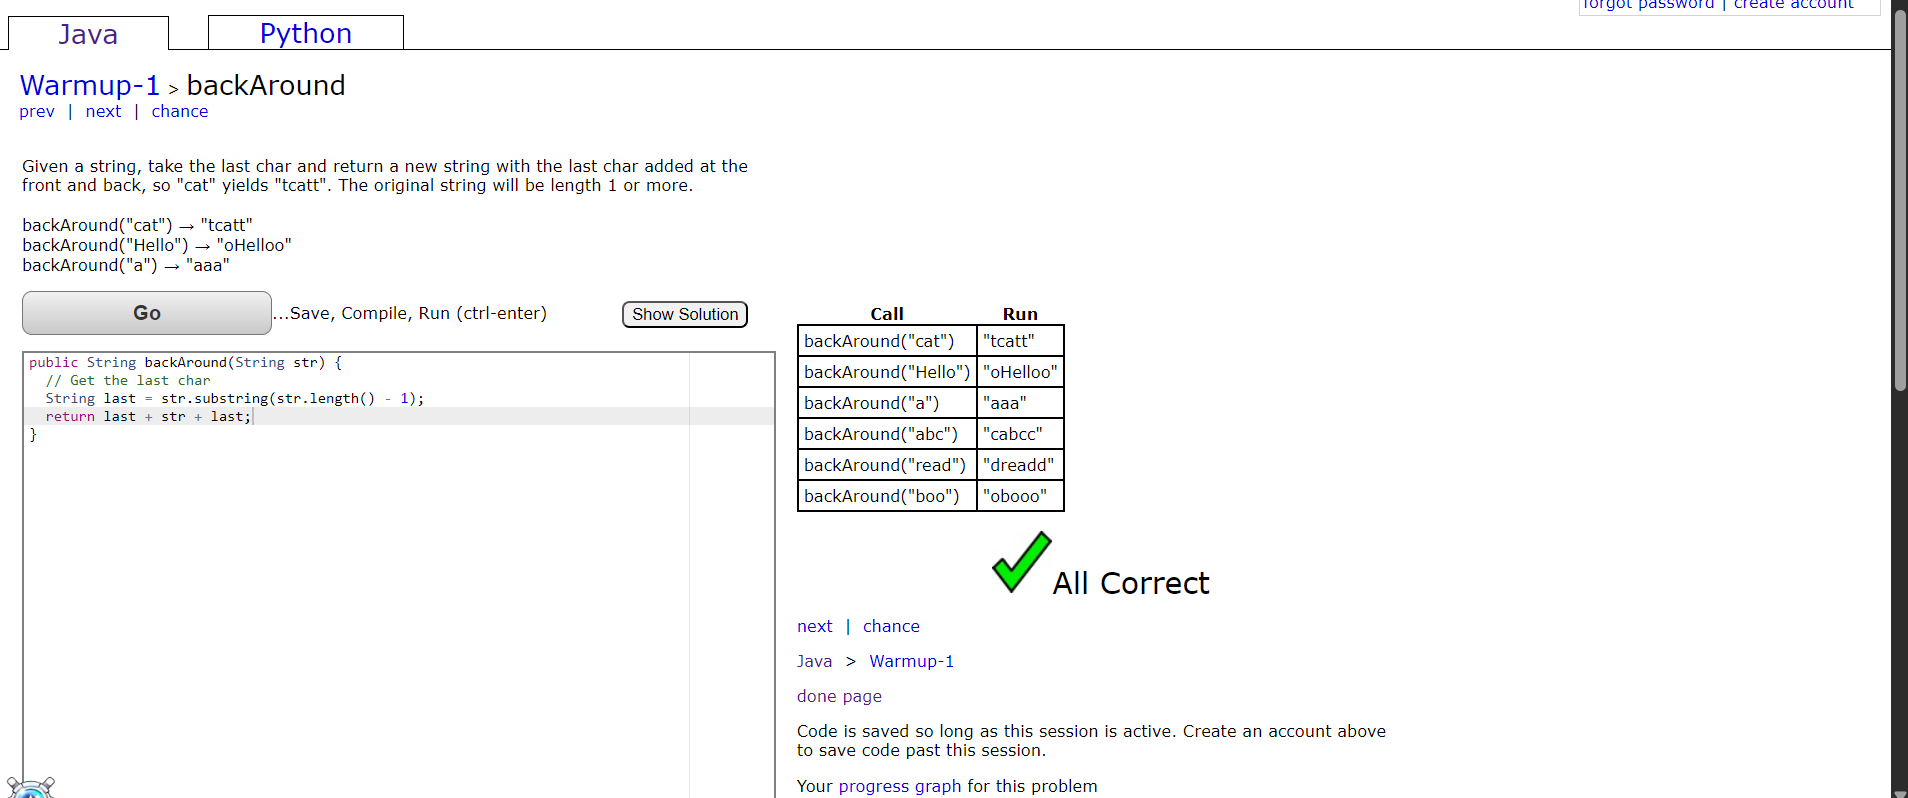 forgot password | create account
Java
Python
Warmup-1 > backAround
prev | next | chance
Given a string, take the last char and return a new string with the last char added at the
front and back, so "cat" yields "tcatt". The original string will be length 1 or more.
backAround("cat") → "tcatt"
backAround("Hello") → "oHelloo"
backAround("a") → "aaa"
Go
...Save, Compile, Run (ctrl-enter)
Show Solution
public String backAround(String str) {
  // Get the last char
  String last = str.substring(str.length() - 1);
  return last + str + last;
}
Call Run
backAround("cat") "tcatt"
backAround("Hello") "oHelloo"
backAround("a") "aaa"
backAround("abc") "cabcc"
backAround("read") "dreadd"
backAround("boo") "obooo"
All Correct
next | chance
Java > Warmup-1
done page
Code is saved so long as this session is active. Create an account above
to save code past this session.
Your progress graph for this problem